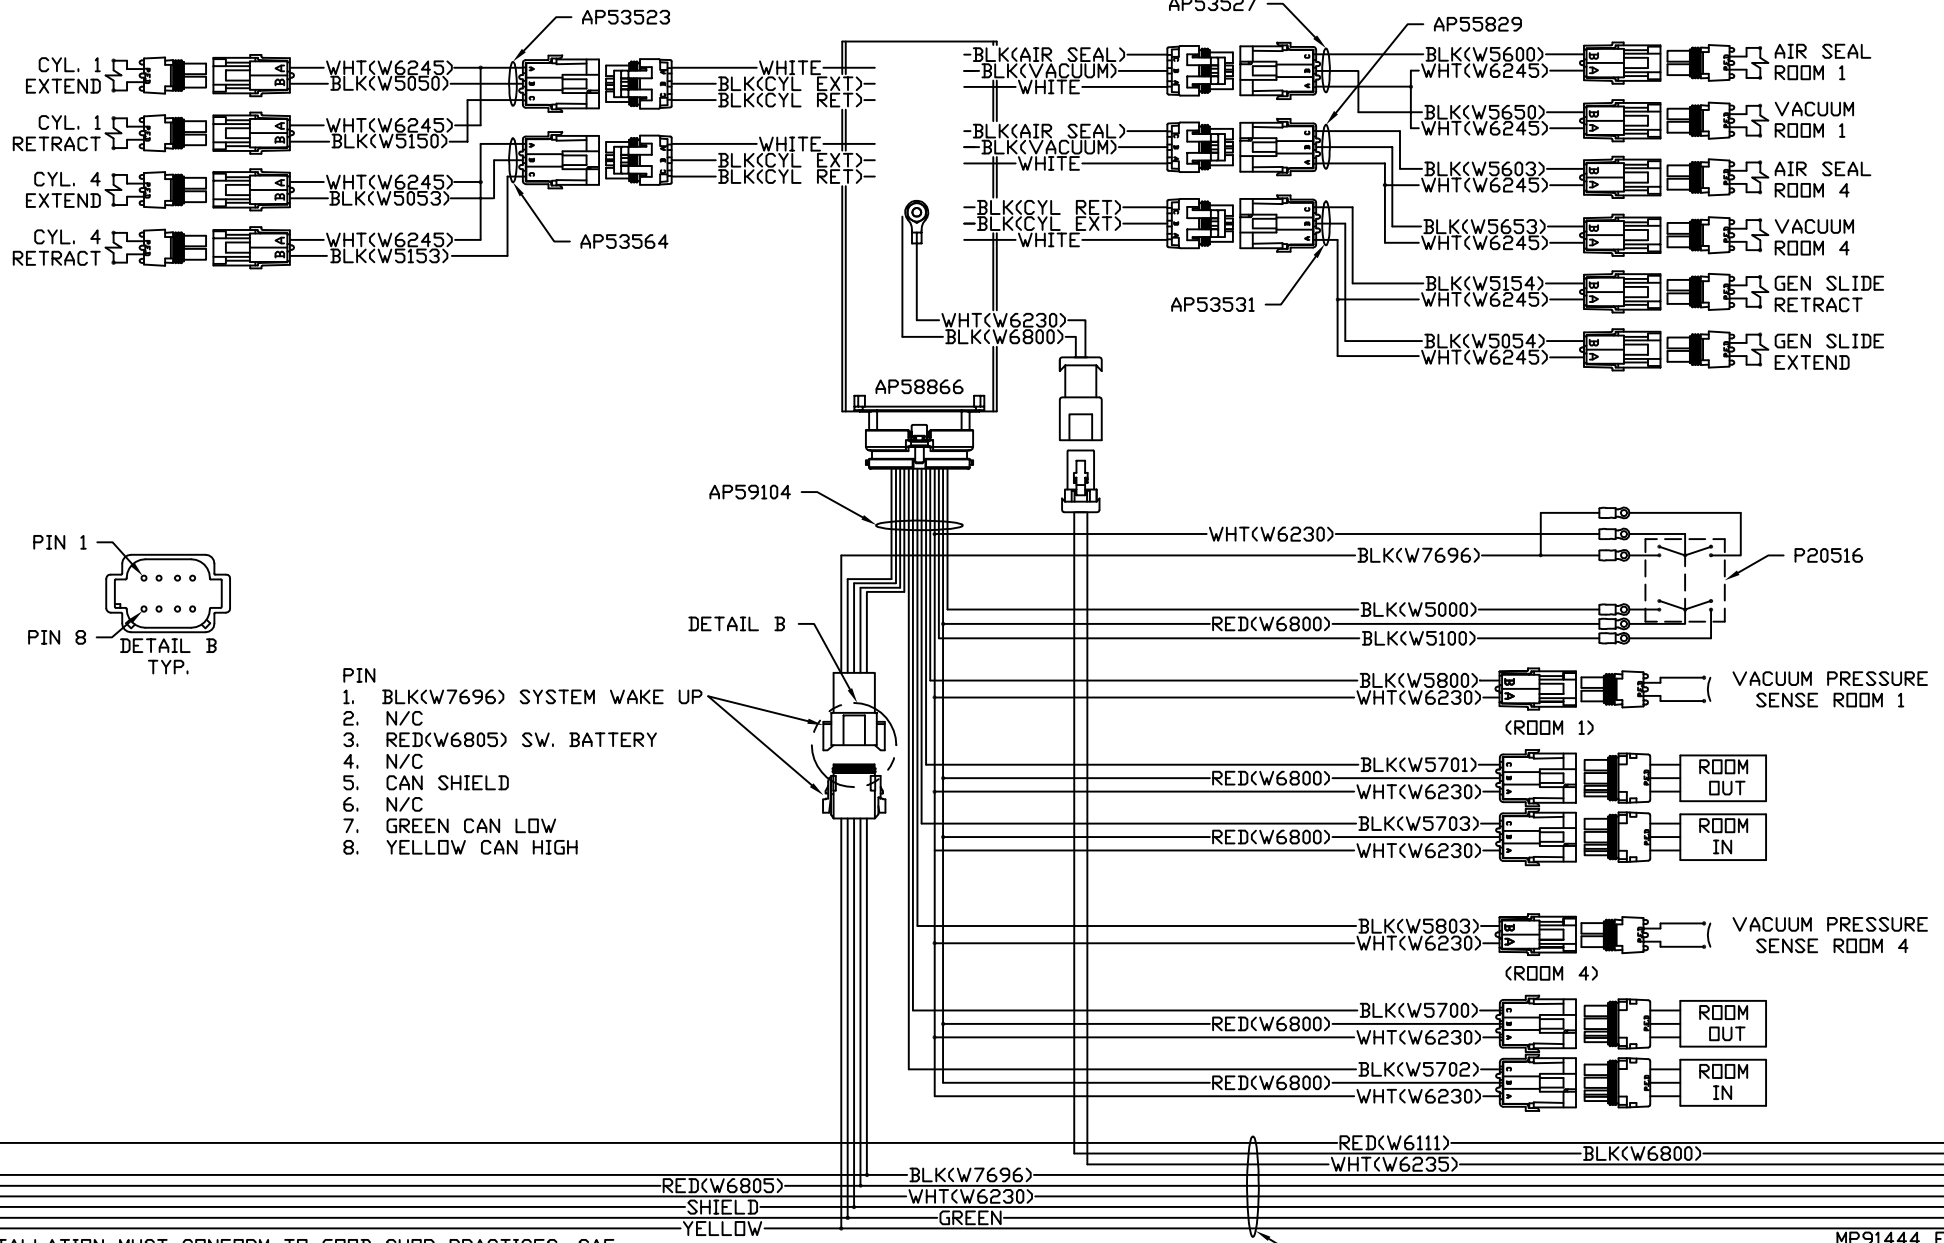 AP53523
AP53527
AP55829
CYL. 1
EXTEND
WHT(W6245)
BLK(W5050)
CYL. 1
RETRACT
WHT(W6245)
BLK(W5150)
CYL. 4
EXTEND
WHT(W6245)
BLK(W5053)
CYL. 4
RETRACT
WHT(W6245)
BLK(W5153)
AP53564
WHITE
BLK(CYL EXT)
BLK(CYL RET)
WHITE
BLK(CYL EXT)
BLK(CYL RET)
BLK(AIR SEAL)
BLK(VACUUM)
WHITE
BLK(AIR SEAL)
BLK(VACUUM)
WHITE
BLK(CYL RET)
BLK(CYL EXT)
WHITE
AP53531
BLK(W5600)
WHT(W6245)
AIR SEAL
ROOM 1
BLK(W5650)
WHT(W6245)
VACUUM
ROOM 1
BLK(W5603)
WHT(W6245)
AIR SEAL
ROOM 4
BLK(W5653)
WHT(W6245)
VACUUM
ROOM 4
BLK(W5154)
WHT(W6245)
GEN SLIDE
RETRACT
BLK(W5054)
WHT(W6245)
GEN SLIDE
EXTEND
WHT(W6230)
BLK(W6800)
AP58866
AP59104
PIN 1
PIN 8
DETAIL B
TYP.
DETAIL B
PIN
1. BLK(W7696) SYSTEM WAKE UP
2. N/C
3. RED(W6805) SW. BATTERY
4. N/C
5. CAN SHIELD
6. N/C
7. GREEN CAN LOW
8. YELLOW CAN HIGH
WHT(W6230)
BLK(W7696)
P20516
BLK(W5000)
RED(W6800)
BLK(W5100)
BLK(W5800)
WHT(W6230)
VACUUM PRESSURE
SENSE ROOM 1
(ROOM 1)
BLK(W5701)
RED(W6800)
WHT(W6230)
ROOM
OUT
BLK(W5703)
RED(W6800)
WHT(W6230)
ROOM
IN
BLK(W5803)
WHT(W6230)
VACUUM PRESSURE
SENSE ROOM 4
(ROOM 4)
BLK(W5700)
RED(W6800)
WHT(W6230)
ROOM
OUT
BLK(W5702)
RED(W6800)
WHT(W6230)
ROOM
IN
RED(W6111)
BLK(W6800)
WHT(W6235)
BLK(W7696)
RED(W6805)
WHT(W6230)
SHIELD
GREEN
YELLOW
MUST CONFORM TO GOOD SHOP PRACTICES, SAE
MP91444